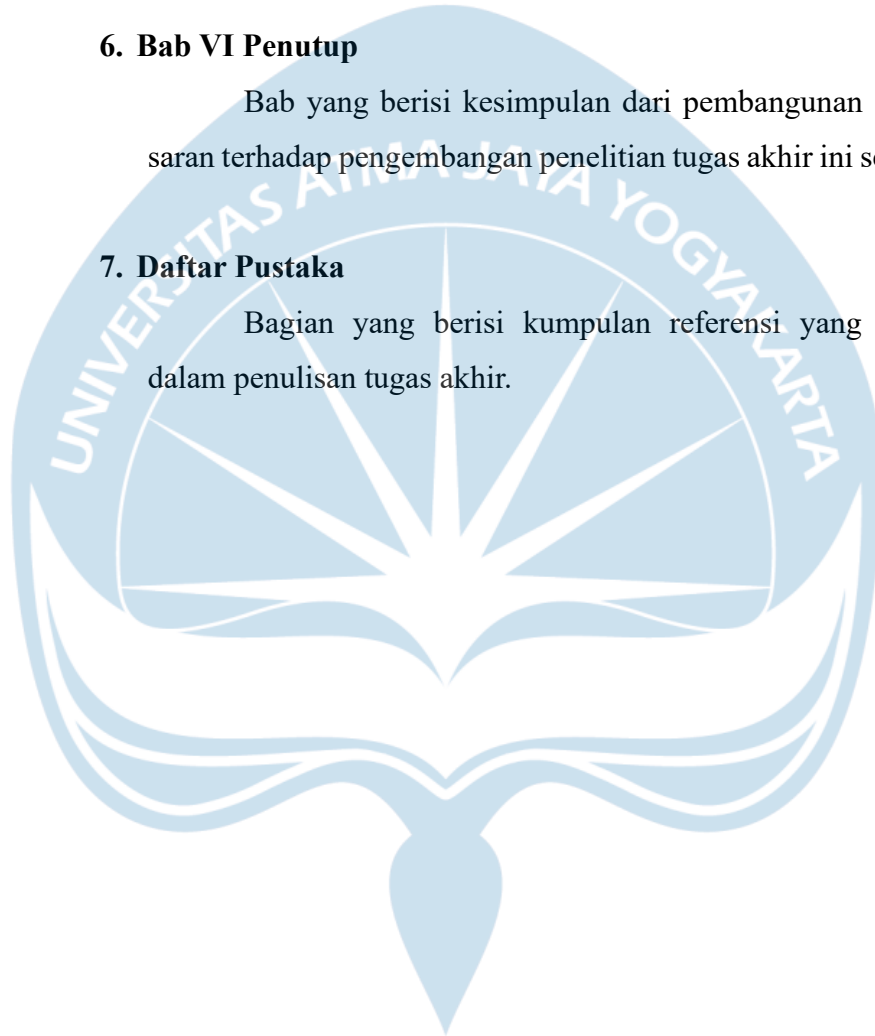 6. Bab VI Penutup
Bab yang berisi kesimpulan dari pembangunan
saran terhadap pengembangan penelitian tugas akhir ini
UNIVERSITAS ATMA JAYA YOGYAKARTA
7. Daftar Pustaka
Bagian yang berisi kumpulan referensi yang
dalam penulisan tugas akhir.